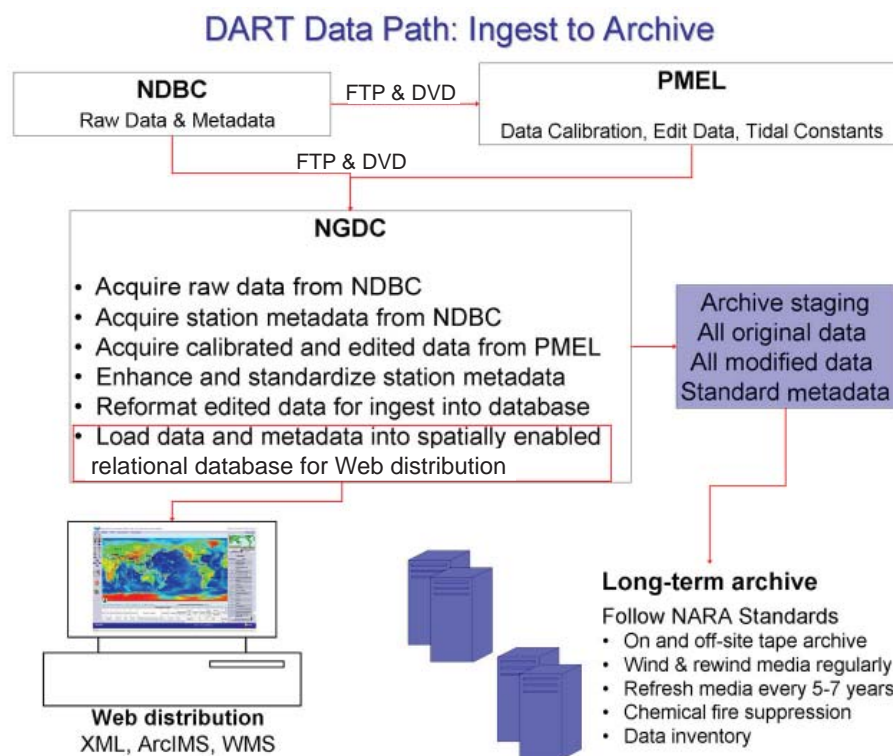 DART Data Path: Ingest to Archive
NDBC
Raw Data & Metadata
FTP & DVD
PMEL
Data Calibration, Edit Data, Tidal Constants
FTP & DVD
NGDC
• Acquire raw data from NDBC
• Acquire station metadata from NDBC
• Acquire calibrated and edited data from PMEL
• Enhance and standardize station metadata
• Reformat edited data for ingest into database
• Load data and metadata into spatially enabled
relational database for Web distribution
Archive staging
All original data
All modified data
Standard metadata
Web distribution
XML, ArcIMS, WMS
Long-term archive
Follow NARA Standards
• On and off-site tape archive
• Wind & rewind media regularly
• Refresh media every 5-7 years
• Chemical fire suppression
• Data inventory